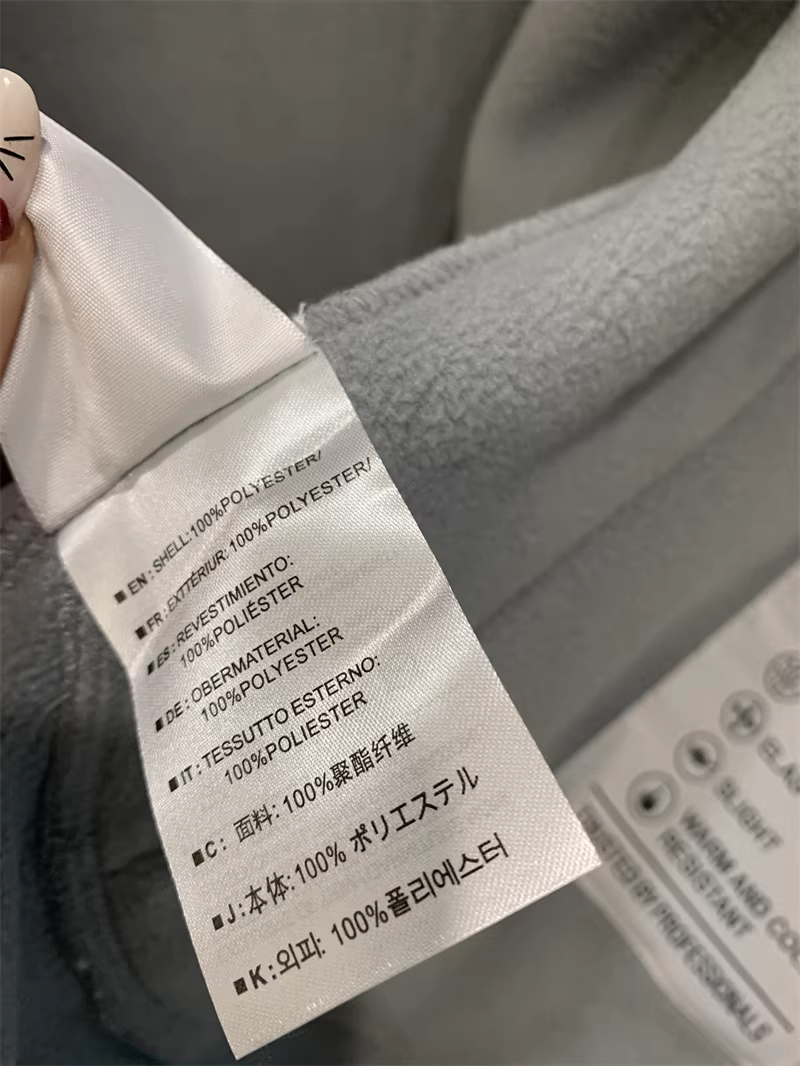 ■EN:SHELL:100%POLYESTER/
■FR:EXTTÉRIUR:100%POLYESTER/
■ES:REVESTIMIENTO:
100%POLIÉSTER
■DE:OBERMATERIAL:
100%POLYESTER
■IT:TESSUTTO ESTERNO:
100%POLIESTER
■C: 面料: 100%聚酯纤维
■J:本体:100% ポリエステル
■K:외피: 100%폴리에스터
SLIGHT
WARM AND
RESISTANT
BY PROFESSIONALS